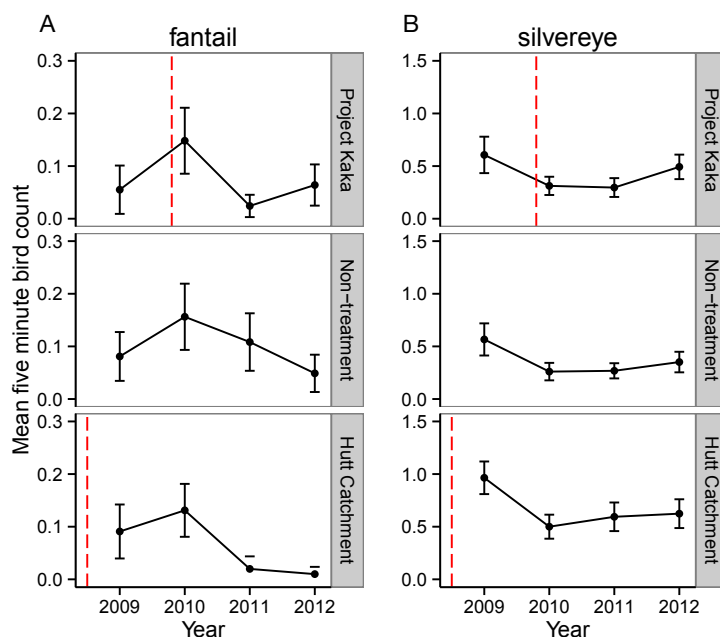 A
fantail
B
silvereye
Mean five minute bird count
0.3
0.2
0.1
0.0
Project Kaka
1.5
1.0
0.5
0.0
Project Kaka
0.3
0.2
0.1
0.0
Non-treatment
1.5
1.0
0.5
0.0
Non-treatment
0.3
0.2
0.1
0.0
Hutt Catchment
1.5
1.0
0.5
0.0
Hutt Catchment
2009 2010 2011 2012
Year
2009 2010 2011 2012
Year